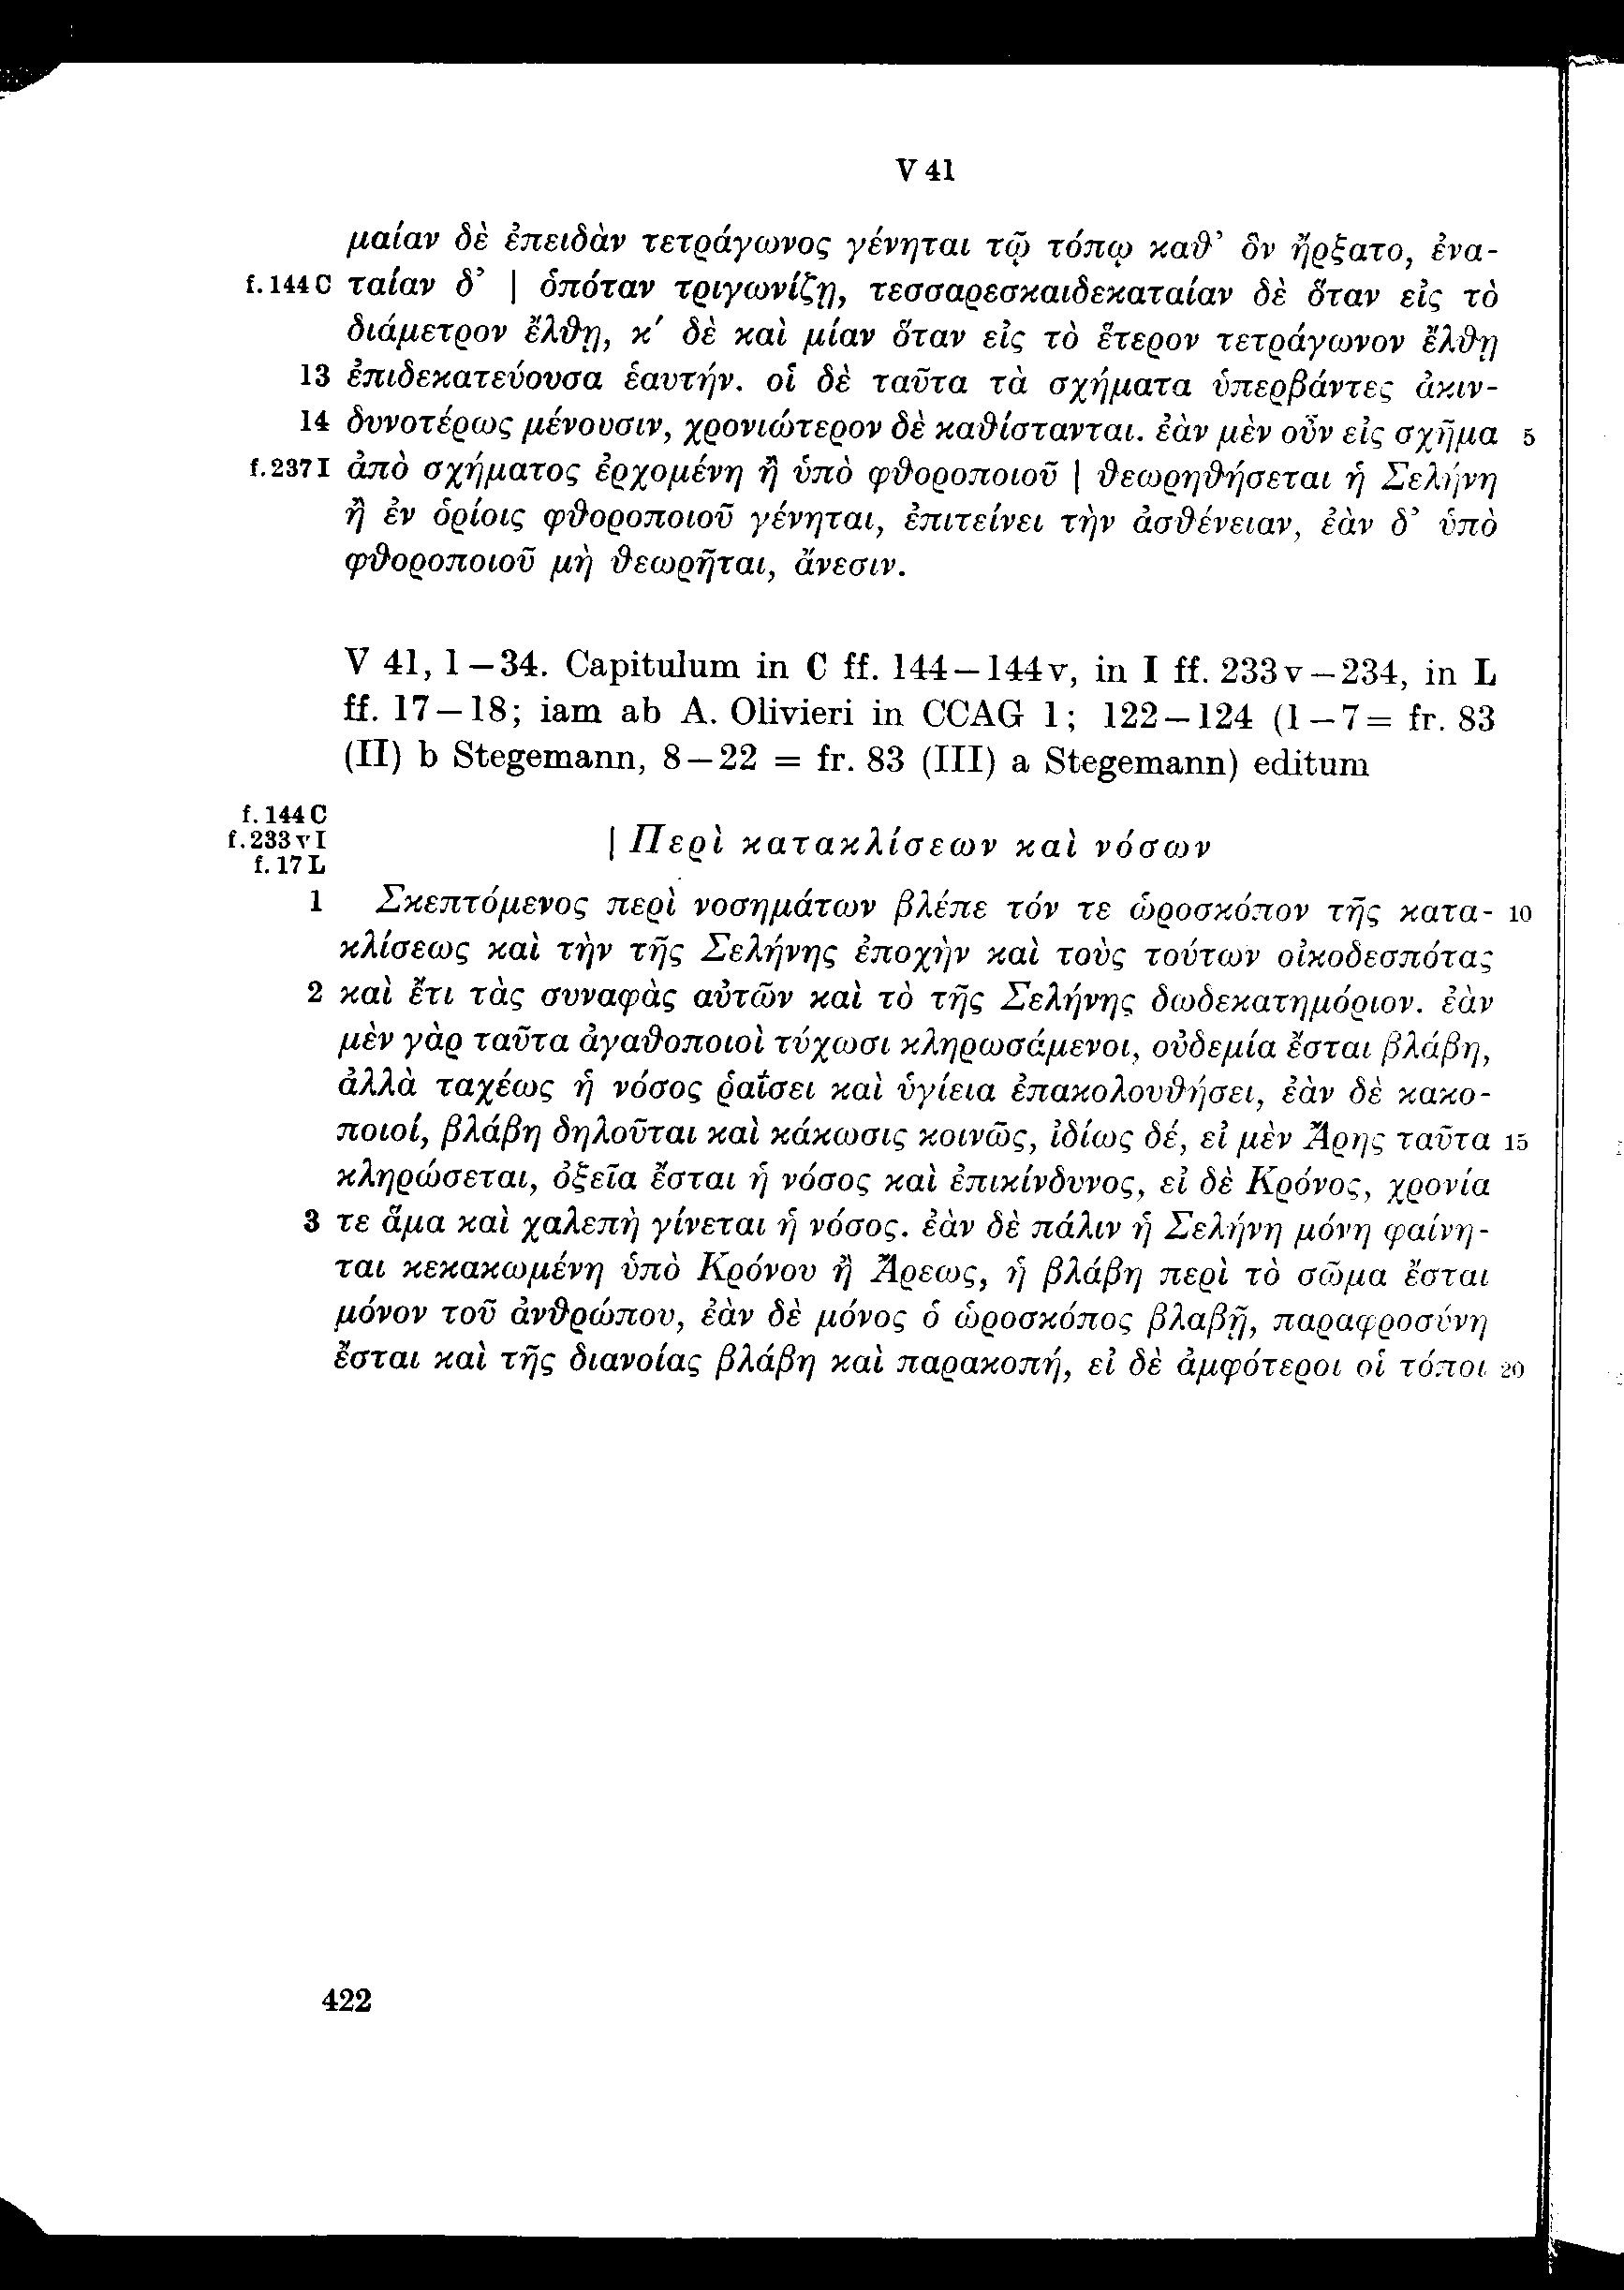 V 41
μαίαν δὲ ἐπειδὰν τετράγωνος γένηται τῷ τόπῳ καθ' ὃν ἤρξατο, ἐνα-
f. 144 C ταίαν δ' | ὁπόταν τριγωνίζῃ, τεσσαρεσκαιδεκαταίαν δὲ ὅταν εἰς τὸ
διάμετρον ἔλθῃ, κ′ δὲ καὶ μίαν ὅταν εἰς τὸ ἕτερον τετράγωνον ἔλθῃ
13 ἐπιδεκατεύουσα ἑαυτήν. οἱ δὲ ταῦτα τὰ σχήματα ὑπερβάντες ἀκιν-
14 δυνοτέρως μένουσιν, χρονιώτερον δὲ καθίστανται. ἐὰν μὲν οὖν εἰς σχῆμα 5
f. 237 I ἀπὸ σχήματος ἐρχομένη ἢ ὑπὸ φθοροποιοῦ | θεωρηθήσεται ἡ Σελήνη
ἢ ἐν ὁρίοις φθοροποιοῦ γένηται, ἐπιτείνει τὴν ἀσθένειαν, ἐὰν δ' ὑπὸ
φθοροποιοῦ μὴ θεωρῆται, ἄνεσιν.
V 41, 1–34. Capitulum in C ff. 144–144v, in I ff. 233v–234, in L
ff. 17–18; iam ab A. Olivieri in CCAG 1; 122–124 (1–7= fr. 83
(II) b Stegemann, 8–22 = fr. 83 (III) a Stegemann) editum
f. 144 C
f. 233v I
f. 17 L
| Περὶ κατακλίσεων καὶ νόσων
1 Σκεπτόμενος περὶ νοσημάτων βλέπε τόν τε ὡροσκόπον τῆς κατα- 10
κλίσεως καὶ τὴν τῆς Σελήνης ἐποχὴν καὶ τοὺς τούτων οἰκοδεσπότας
2 καὶ ἔτι τὰς συναφὰς αὐτῶν καὶ τὸ τῆς Σελήνης δωδεκατημόριον. ἐὰν
μὲν γὰρ ταῦτα ἀγαθοποιοὶ τύχωσι κληρωσάμενοι, οὐδεμία ἔσται βλάβη,
ἀλλὰ ταχέως ἡ νόσος ῥαΐσει καὶ ὑγίεια ἐπακολουθήσει, ἐὰν δὲ κακο-
ποιοί, βλάβη δηλοῦται καὶ κάκωσις κοινῶς, ἰδίως δέ, εἰ μὲν Ἄρης ταῦτα 15
κληρώσεται, ὀξεῖα ἔσται ἡ νόσος καὶ ἐπικίνδυνος, εἰ δὲ Κρόνος, χρονία
3 τε ἅμα καὶ χαλεπὴ γίνεται ἡ νόσος. ἐὰν δὲ πάλιν ἡ Σελήνη μόνη φαίνη-
ται κεκακωμένη ὑπὸ Κρόνου ἢ Ἄρεως, ἡ βλάβη περὶ τὸ σῶμα ἔσται
μόνον τοῦ ἀνθρώπου, ἐὰν δὲ μόνος ὁ ὡροσκόπος βλαβῇ, παραφροσύνη
ἔσται καὶ τῆς διανοίας βλάβη καὶ παρακοπή, εἰ δὲ ἀμφότεροι οἱ τόποι 20
422